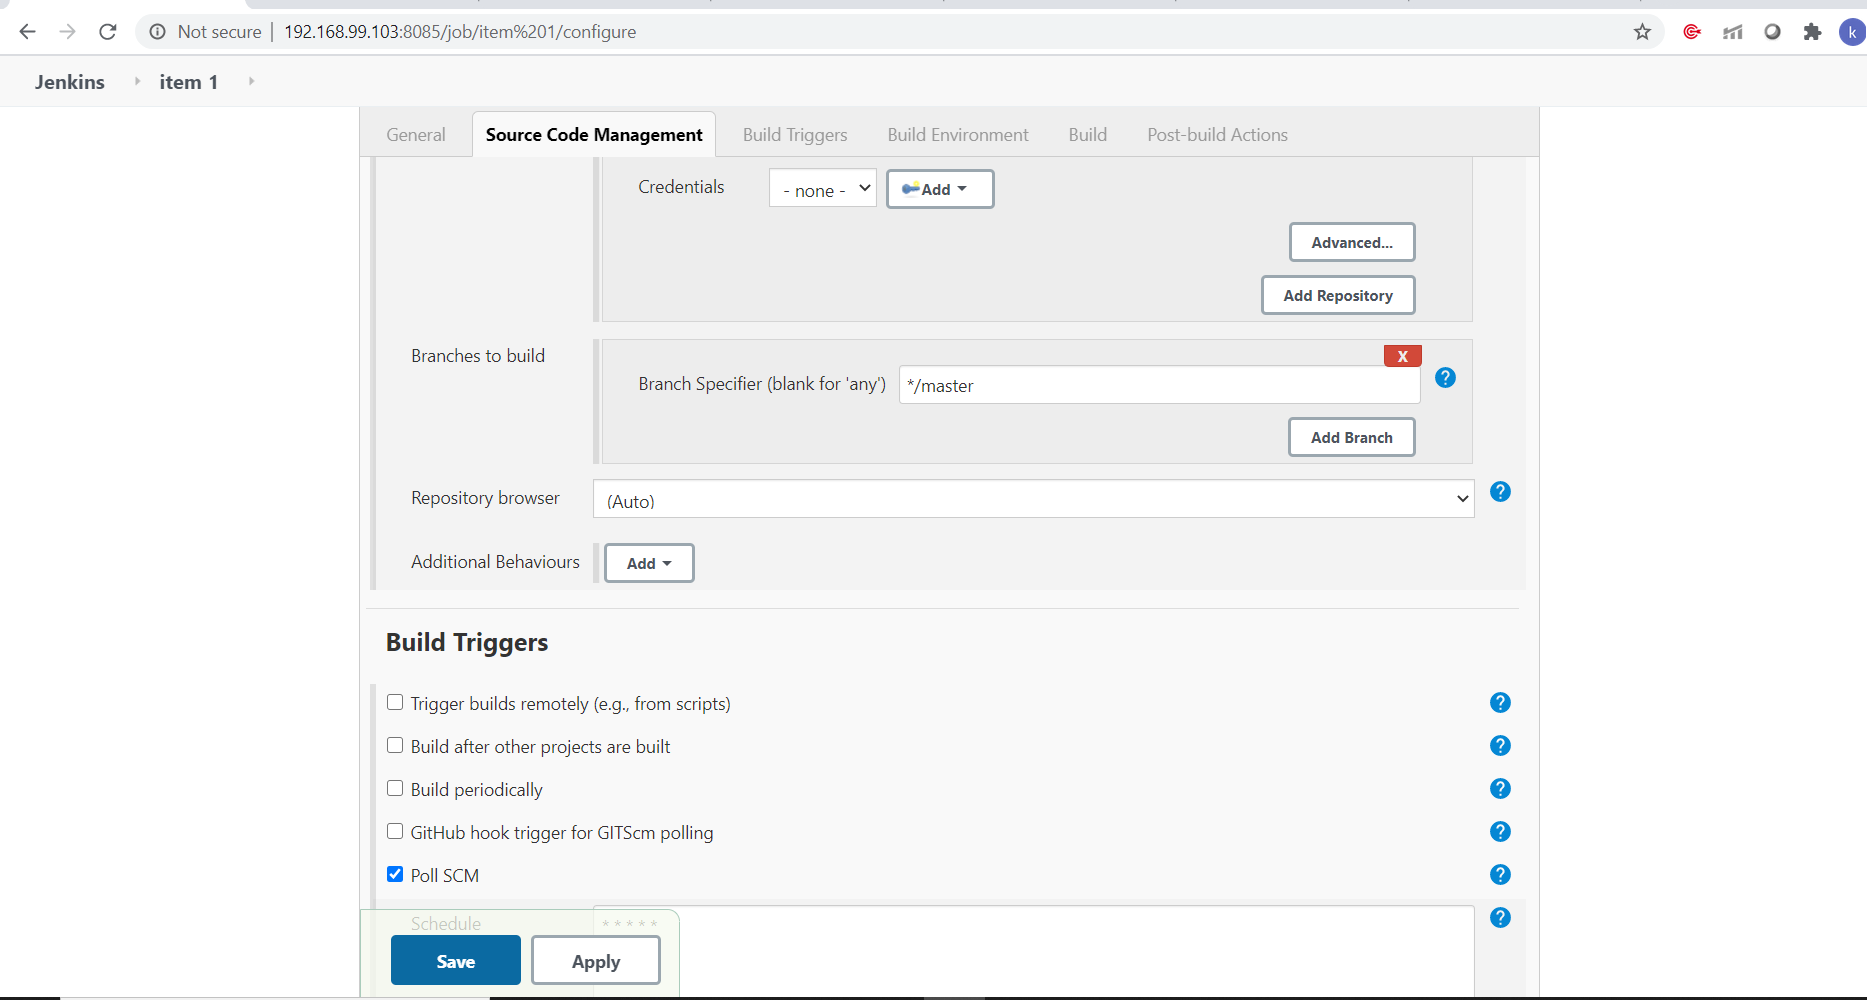 Not secure | 192.168.99.103:8085/job/item%201/configure
k
Jenkins item 1
General Source Code Management Build Triggers Build Environment Build Post-build Actions
Credentials - none - Add
Advanced...
Add Repository
Branches to build
X
Branch Specifier (blank for 'any') */master ?
Add Branch
Repository browser (Auto) ?
Additional Behaviours Add
Build Triggers
Trigger builds remotely (e.g., from scripts) ?
Build after other projects are built ?
Build periodically ?
GitHub hook trigger for GITScm polling ?
Poll SCM ?
Schedule * * * * * ?
Save Apply